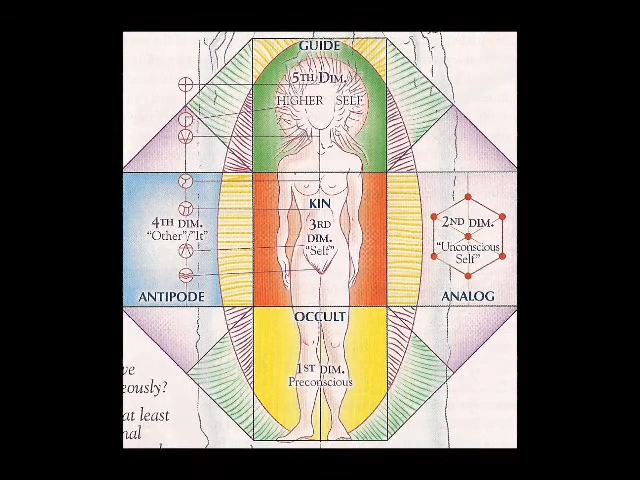 GUIDE
5TH DIM.
HIGHER SELF
KIN
3RD
DIM.
"Self"
4TH DIM.
"Other"/"It"
ANTIPODE
2ND DIM.
"Unconscious
Self"
ANALOG
OCCULT
1ST DIM.
Preconscious
ve
eously?
at least
nal